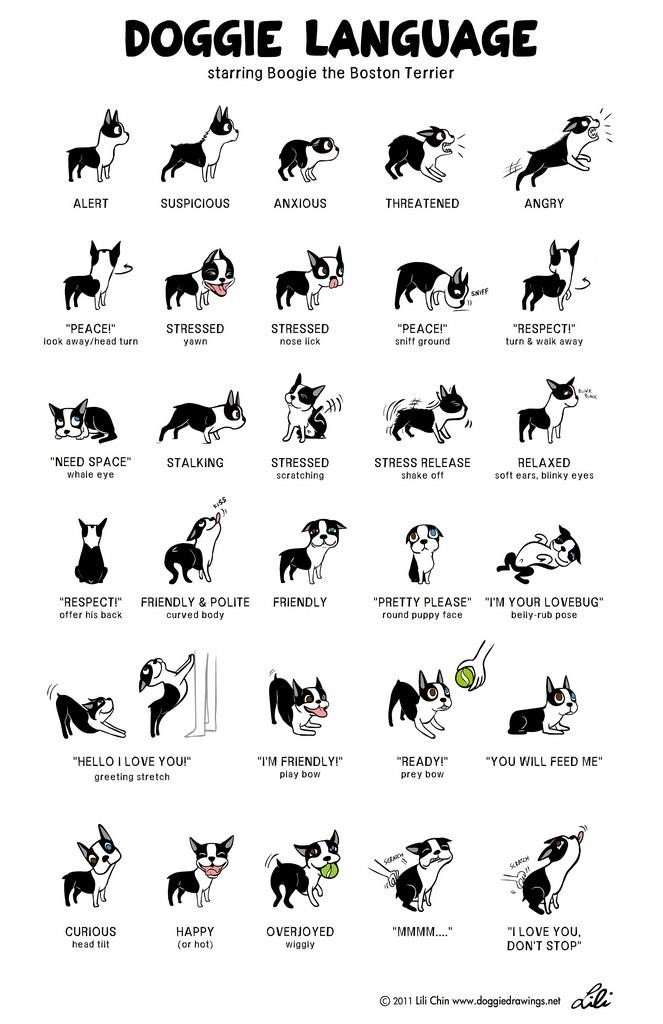 DOGGIE LANGUAGE
starring Boogie the Boston Terrier
ALERT
SUSPICIOUS
ANXIOUS
THREATENED
ANGRY
"PEACE!"
look away/head turn
STRESSED
yawn
STRESSED
nose lick
SNIFF
"PEACE!"
sniff ground
"RESPECT!"
turn & walk away
"NEED SPACE"
whale eye
STALKING
STRESSED
scratching
STRESS RELEASE
shake off
BLINK
BLINK
RELAXED
soft ears, blinky eyes
"RESPECT!"
offer his back
KISS
FRIENDLY & POLITE
curved body
FRIENDLY
"PRETTY PLEASE"
round puppy face
"I'M YOUR LOVEBUG"
belly-rub pose
"HELLO I LOVE YOU!"
greeting stretch
"I'M FRIENDLY!"
play bow
"READY!"
prey bow
"YOU WILL FEED ME"
CURIOUS
head tilt
HAPPY
(or hot)
OVERJOYED
wiggly
SCRATCH
"MMMM...."
SCRATCH
"I LOVE YOU,
DON'T STOP"
© 2011 Lili Chin www.doggiedrawings.net
Lili